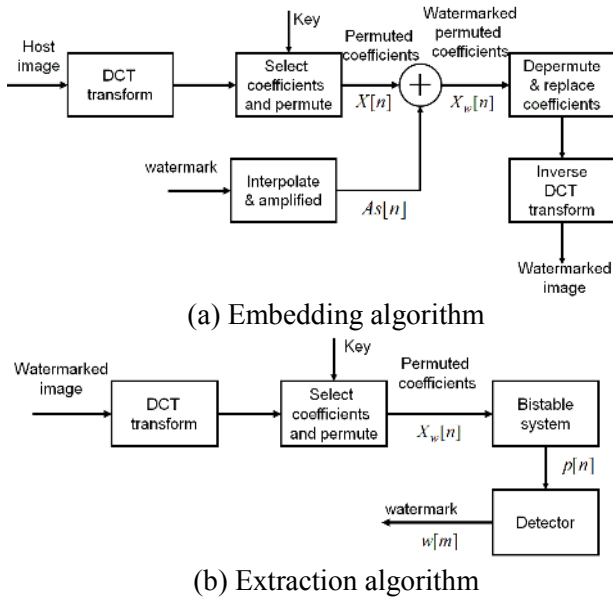 Host
image
DCT
transform
Key
Select
coefficients
and permute
Permuted
coefficients
X[n]
Watermarked
permuted
coefficients
X_w[n]
Depermute
& replace
coefficients
watermark
Interpolate
& amplified
As[n]
Inverse
DCT
transform
Watermarked
image
(a) Embedding algorithm
Watermarked
image
DCT
transform
Key
Select
coefficients
and permute
Permuted
coefficients
X_w[n]
Bistable
system
p[n]
Detector
watermark
w[m]
(b) Extraction algorithm